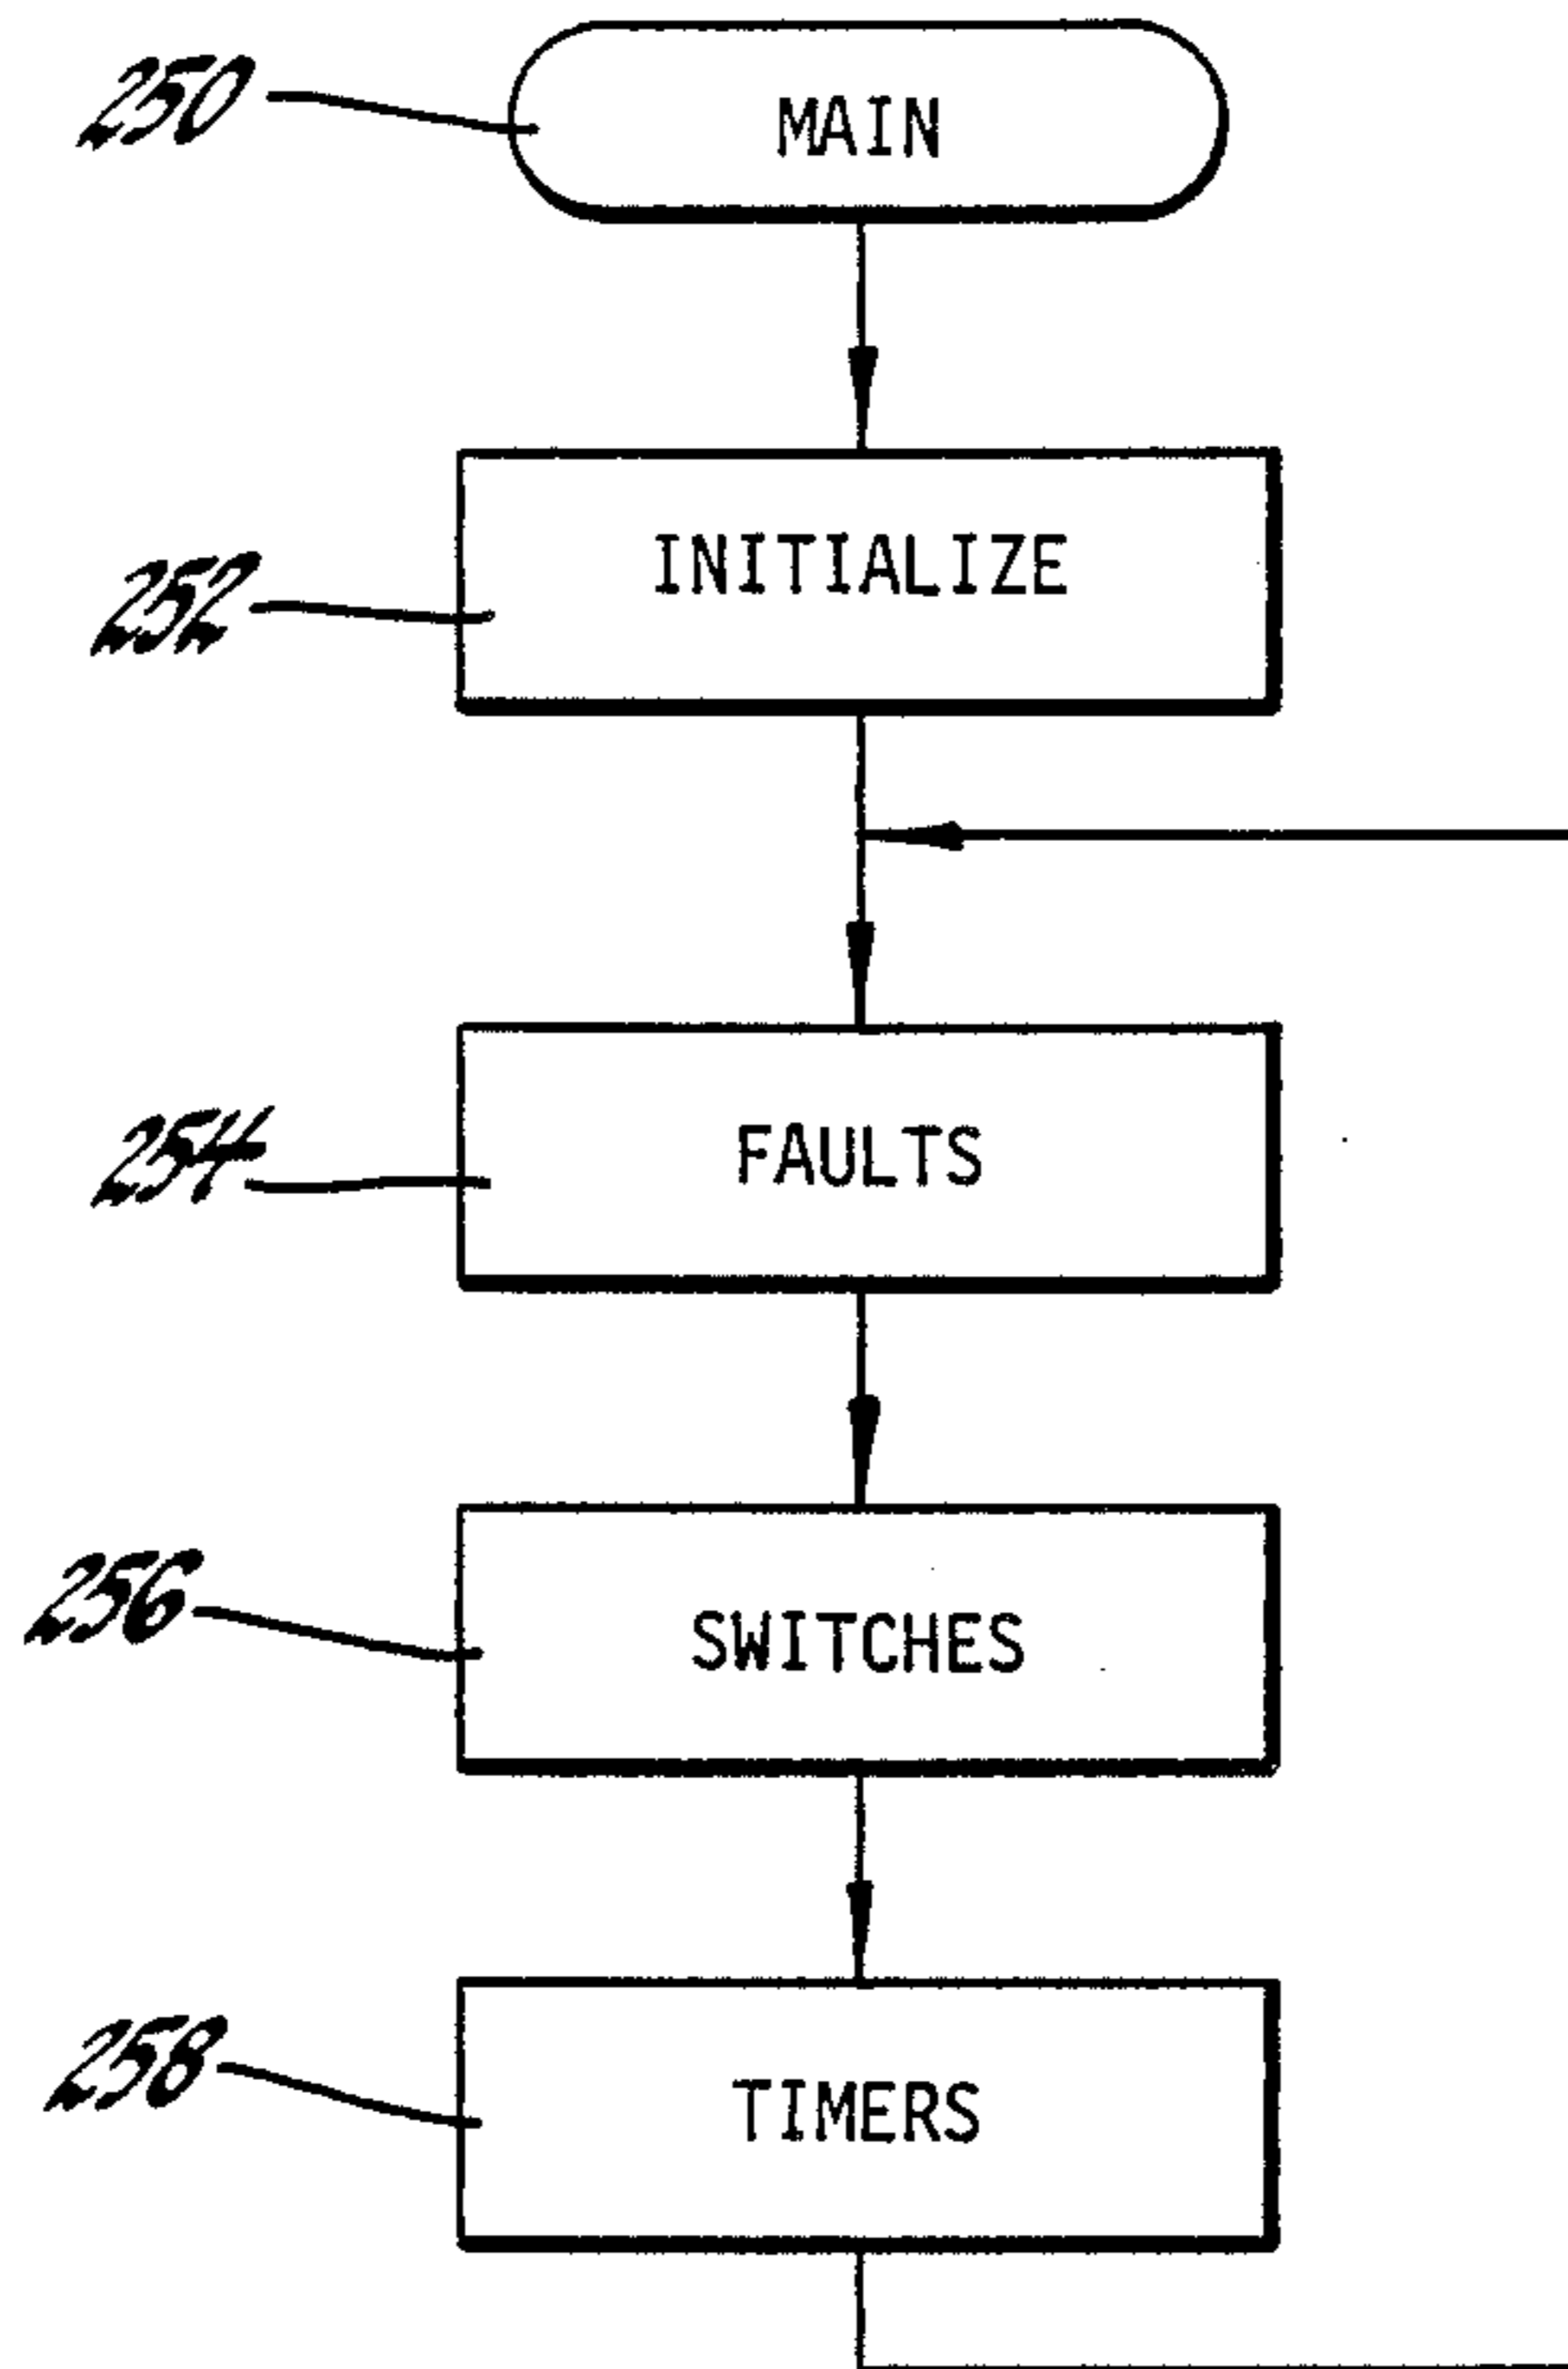 250
MAIN
INITIALIZE
252
FAULTS
254
SWITCHES
256
TIMERS
258